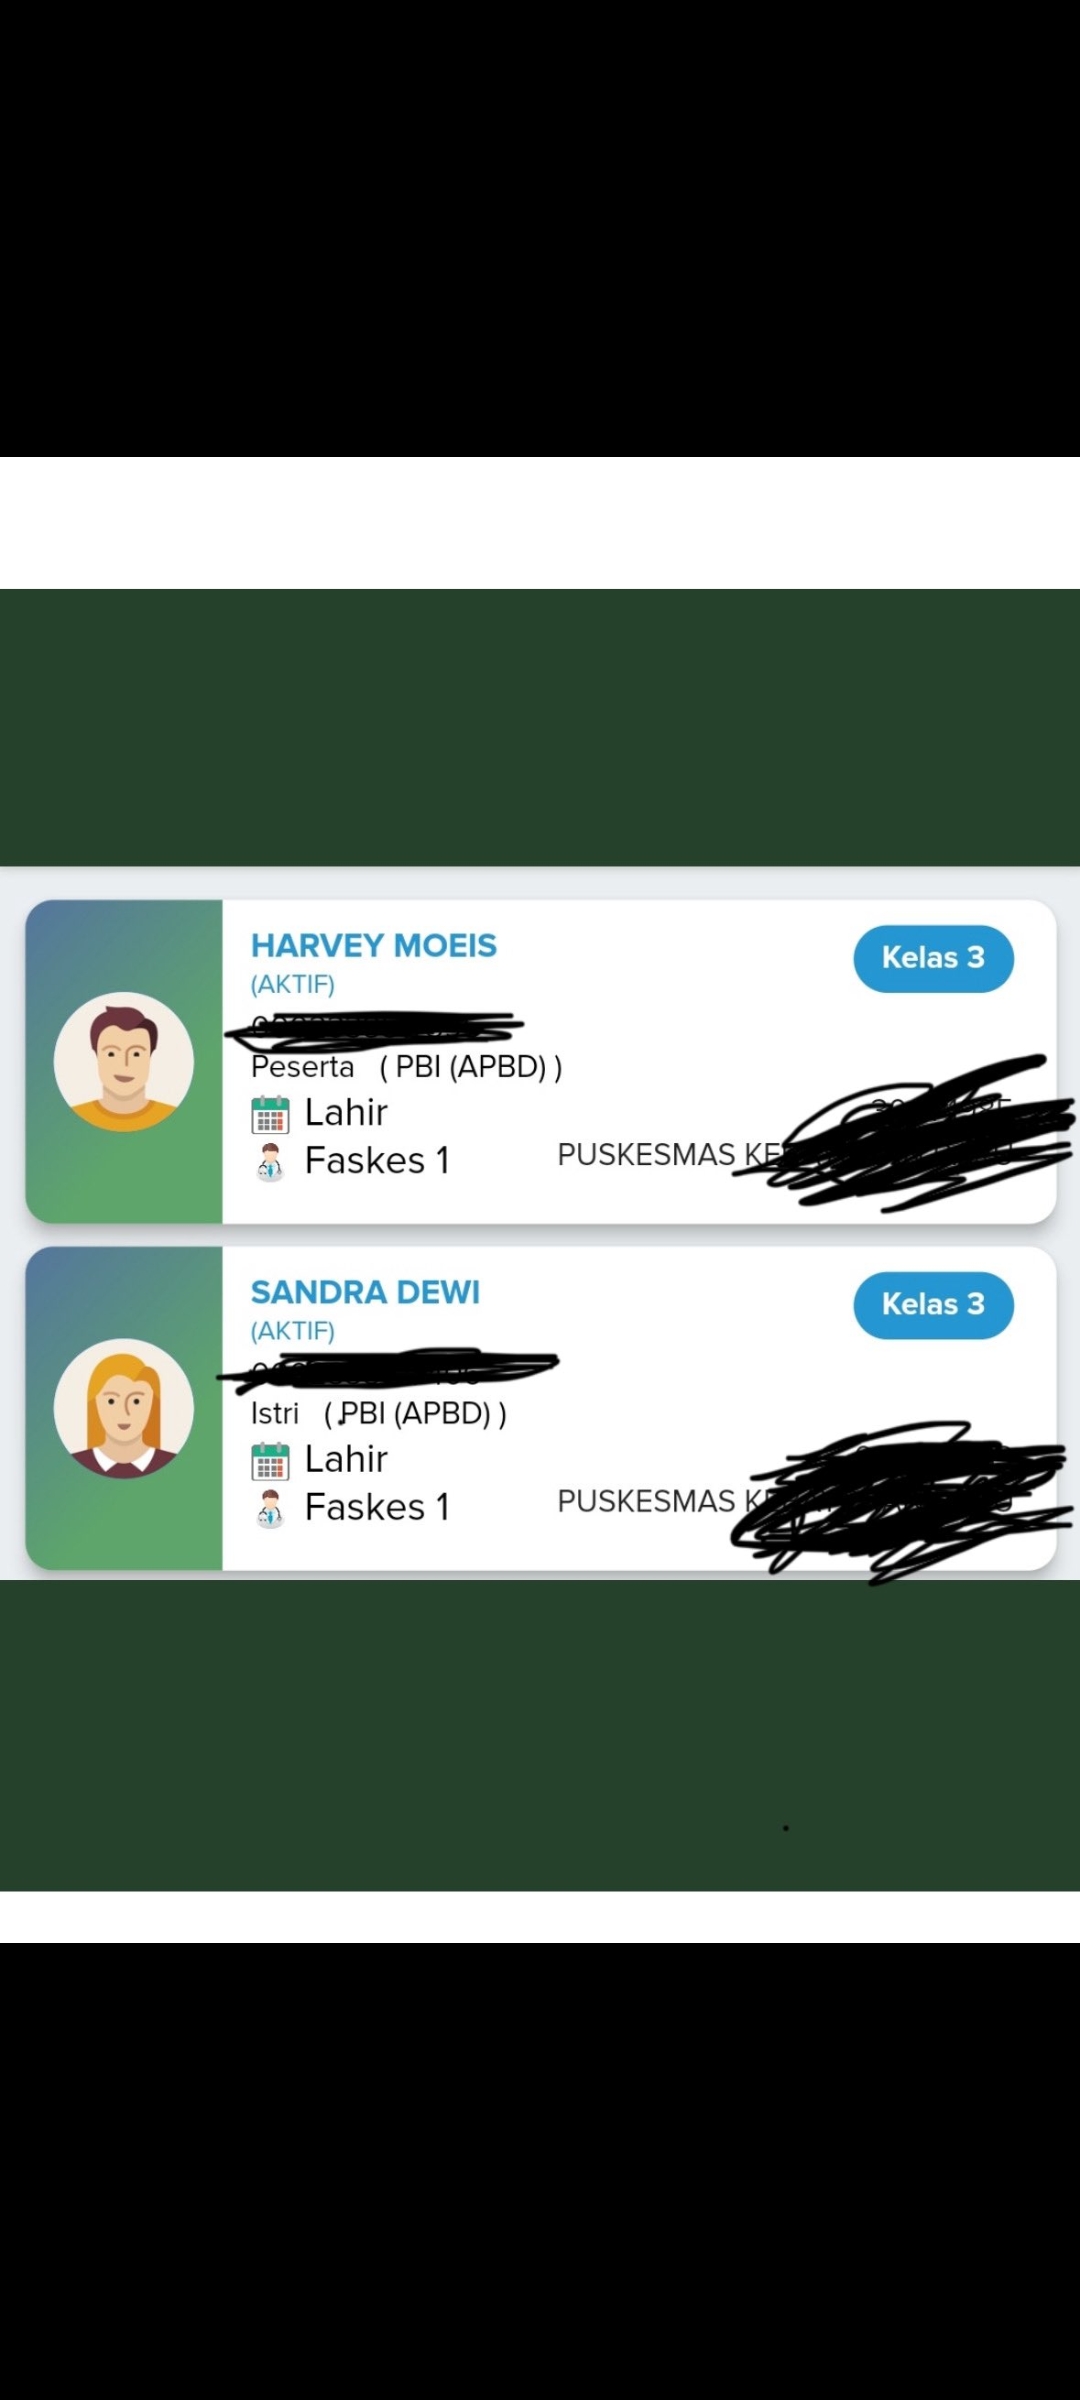 HARVEY MOEIS
Kelas 3
(AKTIF)
Peserta ( PBI (APBD) )
Lahir
Faskes 1 PUSKESMAS
SANDRA DEWI
Kelas 3
(AKTIF)
Istri ( PBI (APBD) )
Lahir
Faskes 1 PUSKESMAS